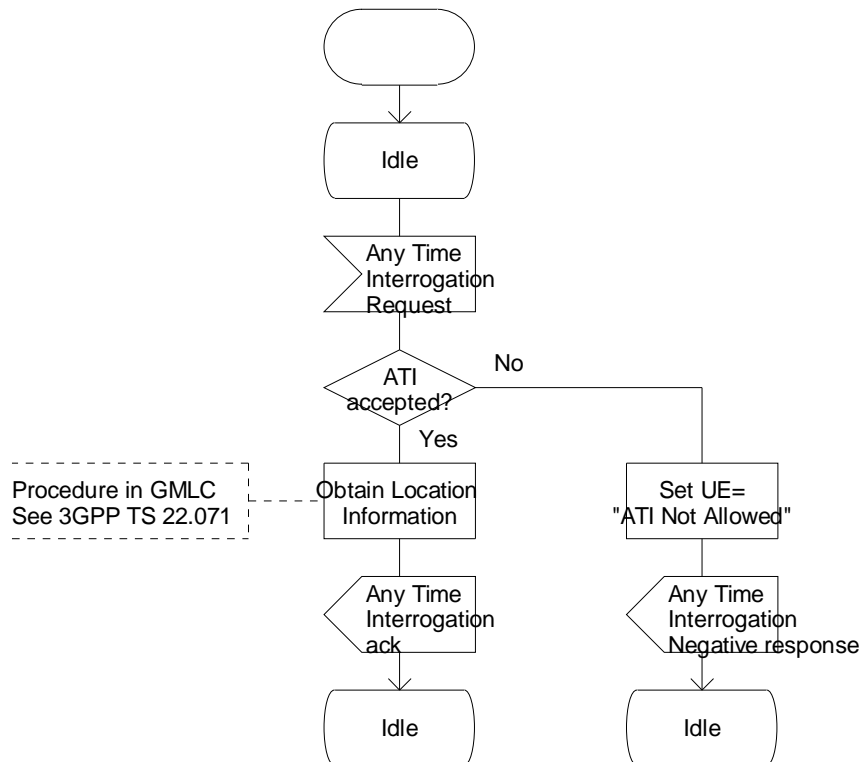 Idle
Any Time
Interrogation
Request
ATI
accepted?
No
Yes
Procedure in GMLC
See 3GPP TS 22.071
Obtain Location
Information
Set UE=
"ATI Not Allowed"
Any Time
Interrogation
ack
Any Time
Interrogation
Negative response
Idle
Idle